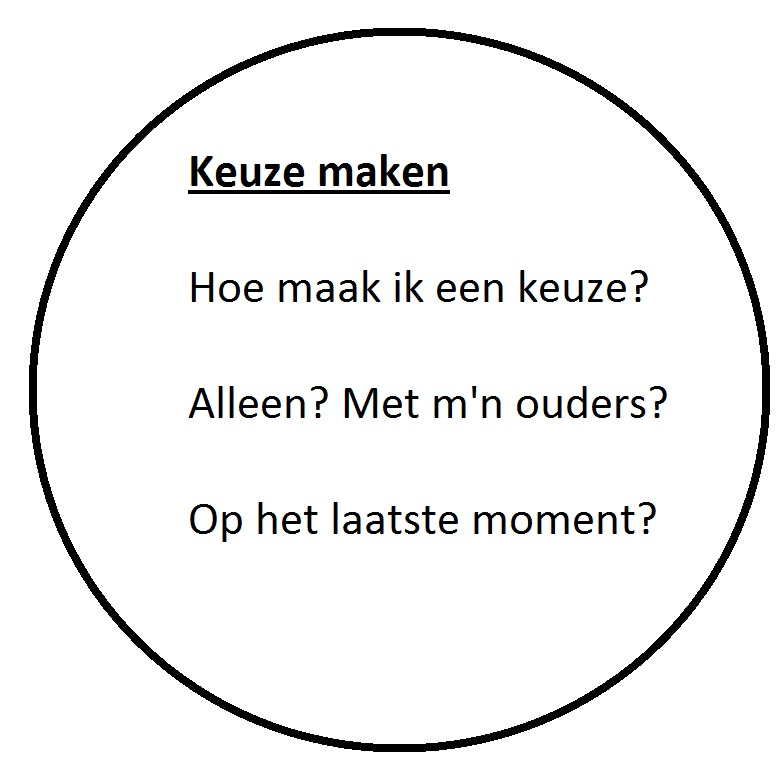 Keuze maken
Hoe maak ik een keuze?
Alleen? Met m'n ouders?
Op het laatste moment?